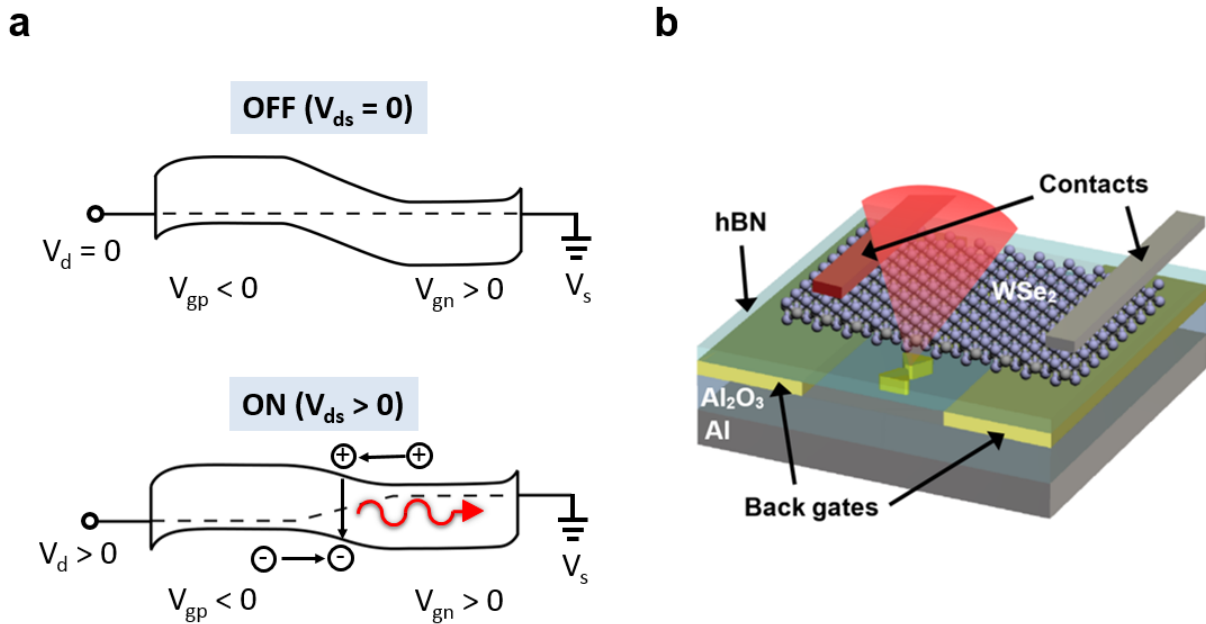 a
OFF (Vds = 0)
Vd = 0
Vgp < 0
Vgn > 0
Vs
ON (Vds > 0)
+ +
- -
Vd > 0
Vgp < 0
Vgn > 0
Vs
b
Contacts
hBN
WSe2
Al2O3
Al
Back gates